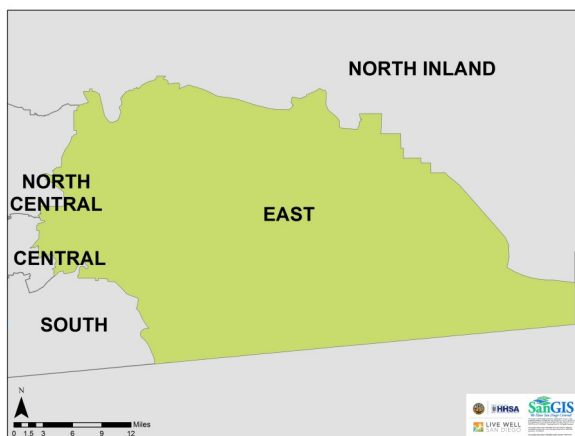 NORTH INLAND
NORTH
CENTRAL
EAST
CENTRAL
SOUTH
N
Miles
0 1.5 3 6 9 12
HHSA
SanGIS
LIVE WELL
SAN DIEGO